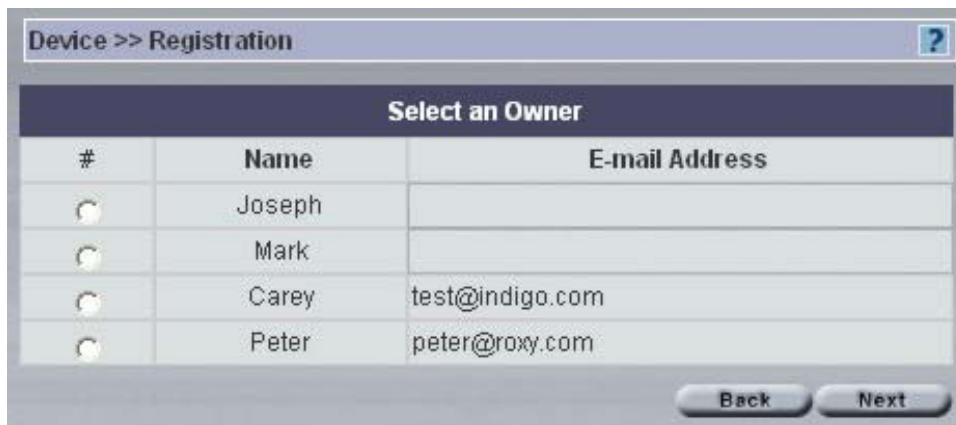 Device >> Registration ?
Select an Owner
# Name E-mail Address
Joseph
Mark
Carey test@indigo.com
Peter peter@roxy.com
Back Next